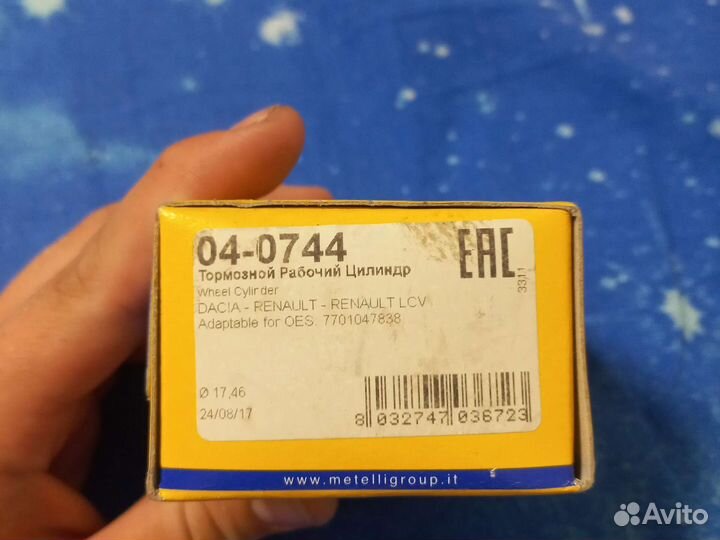 04-0744
EAC
Тормозной Рабочий Цилиндр
Wheel Cylinder
3311
DACIA - RENAULT - RENAULT LCV
Adaptable for OES: 7701047838
Ø 17,46
24/08/17
8 032747 036723
www.metelligroup.it
Avito